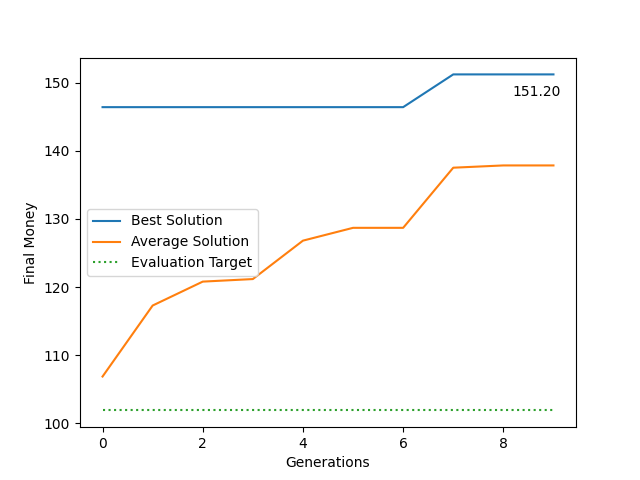 150
140
130
120
110
100
Final Money
151.20
Best Solution
Average Solution
Evaluation Target
0 2 4 6 8
Generations